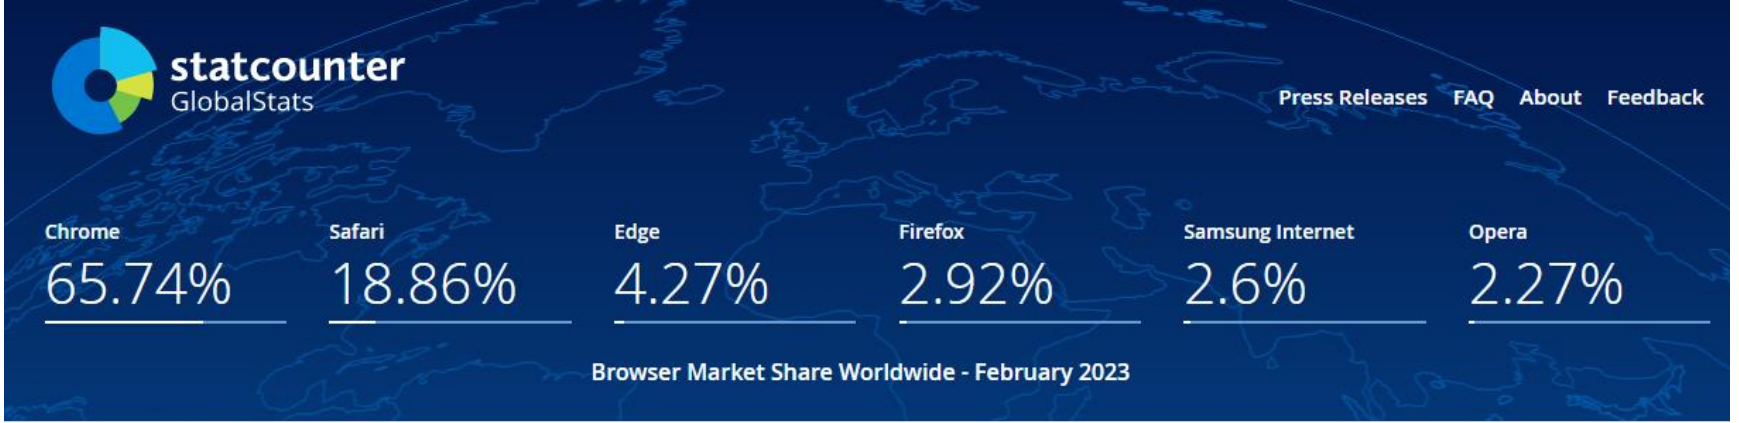 statcounter
GlobalStats
Press Releases FAQ About Feedback
Chrome Safari Edge Firefox Samsung Internet Opera
65.74% 18.86% 4.27% 2.92% 2.6% 2.27%
Browser Market Share Worldwide - February 2023